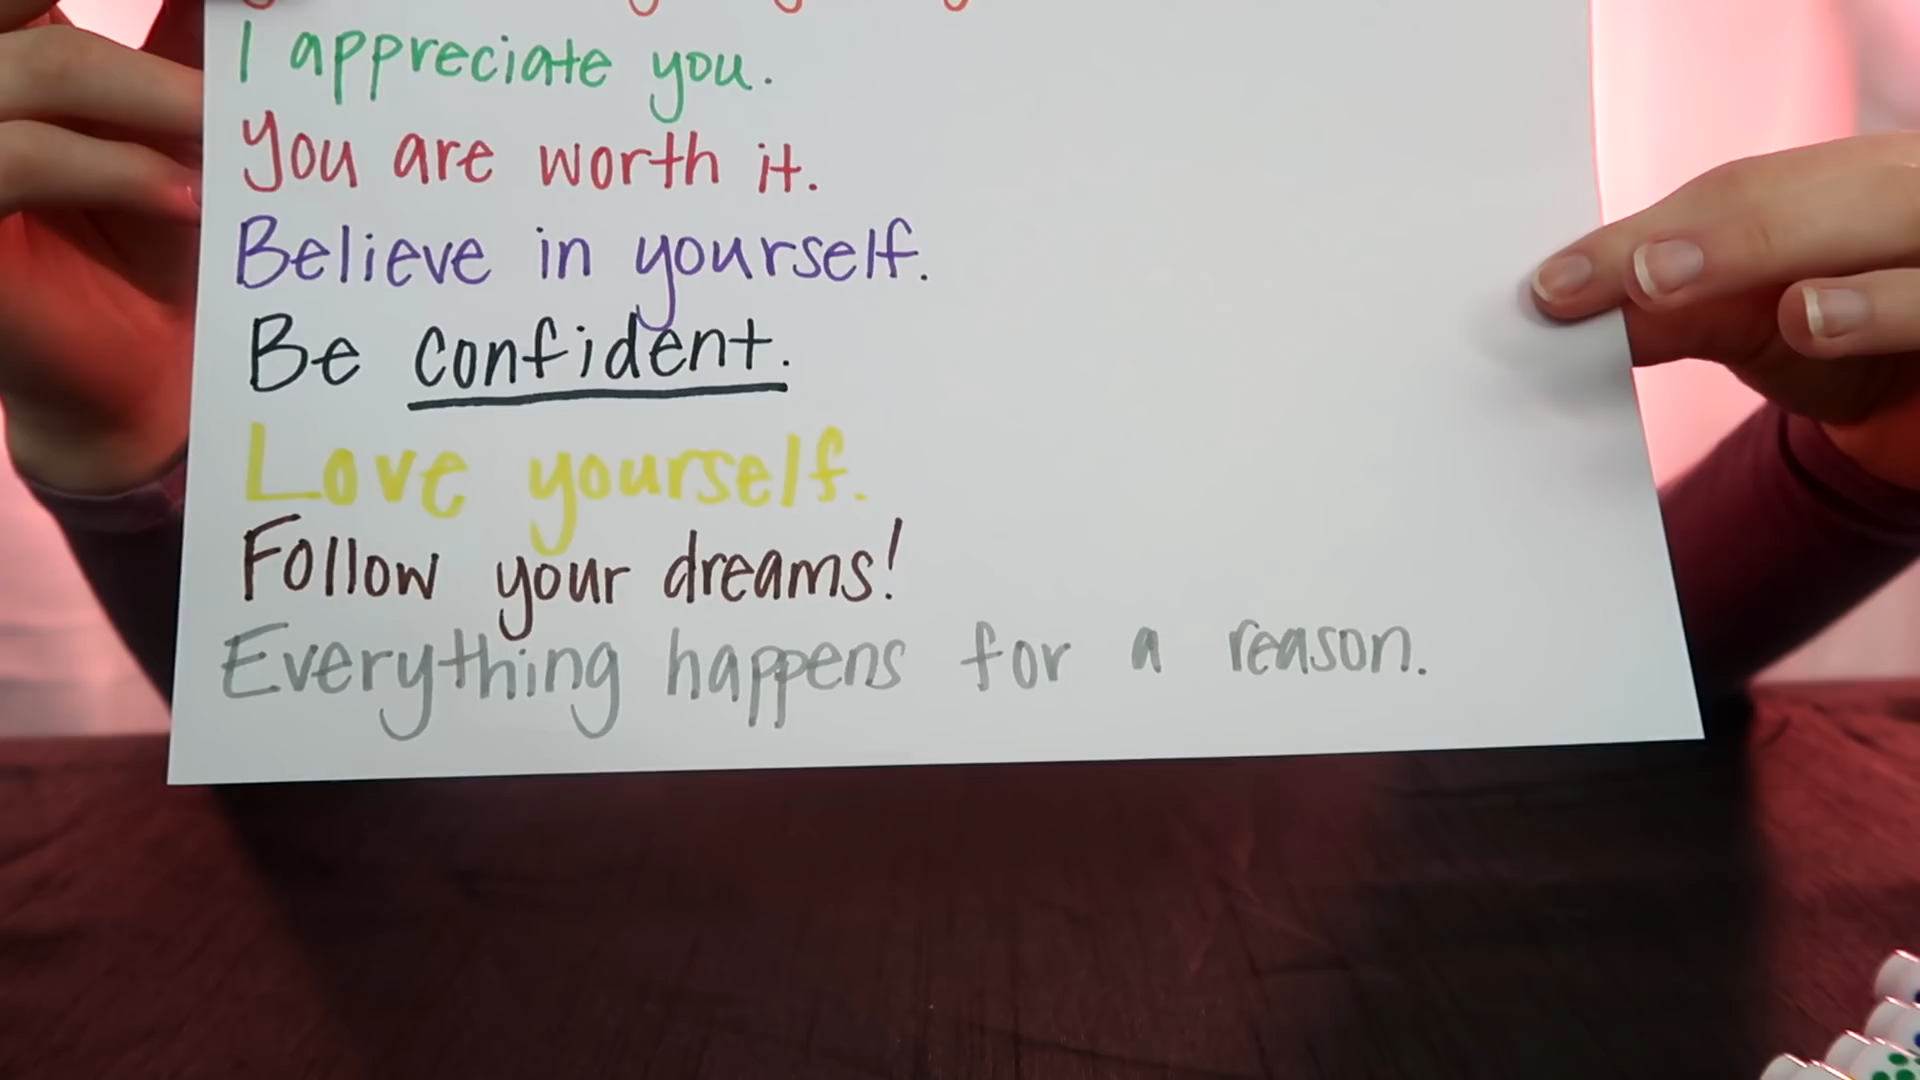 I appreciate you.
You are worth it.
Believe in yourself.
Be confident.
Love yourself.
Follow your dreams!
Everything happens for a reason.